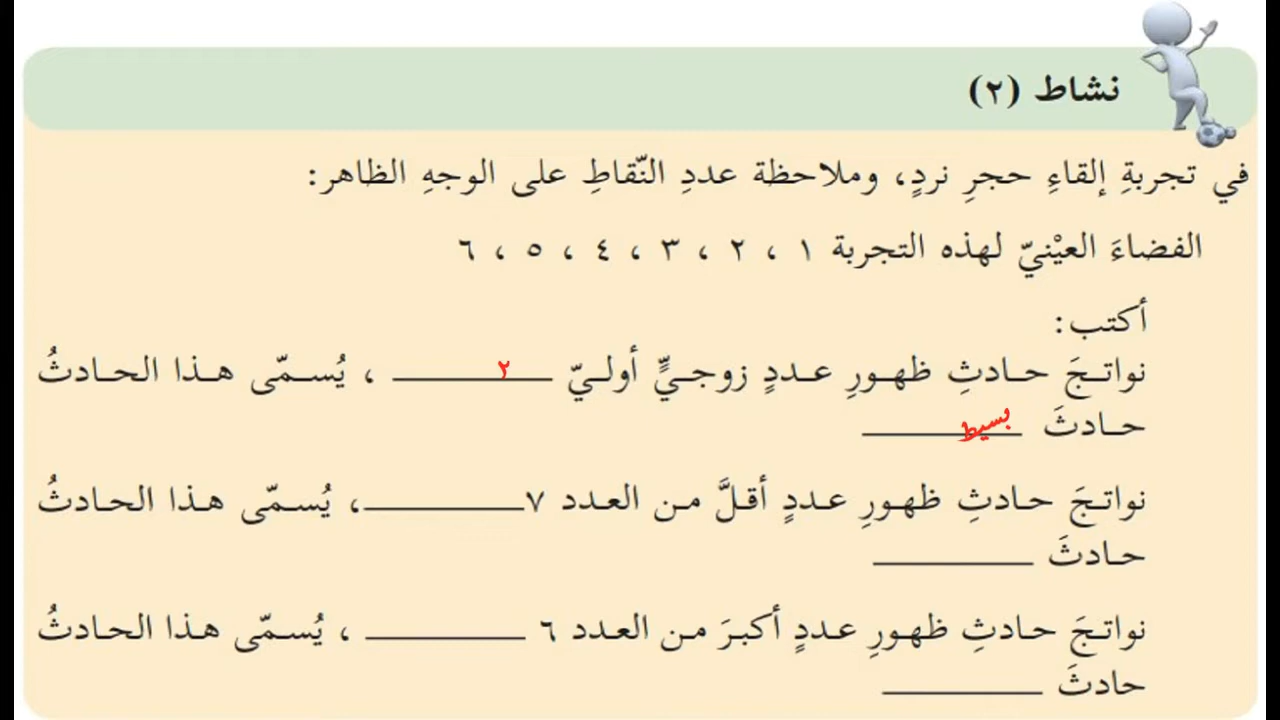 نشاط (٢)
في تجربةِ إلقاءِ حجرِ نردٍ، وملاحظة عددِ النّقاطِ على الوجهِ الظاهر:
الفضاءَ العيْنيّ لهذه التجربة ١ ، ٢ ، ٣ ، ٤ ، ٥ ، ٦
أكتب:
نواتجَ حادثِ ظهورِ عددٍ زوجيٍّ أوليّ ٢ ، يُسمّى هذا الحادثُ
حادثَ بسيط
نواتجَ حادثِ ظهورِ عددٍ أقلَّ من العدد ٧ ، يُسمّى هذا الحادثُ
حادثَ
نواتجَ حادثِ ظهورِ عددٍ أكبرَ من العدد ٦ ، يُسمّى هذا الحادثُ
حادثَ